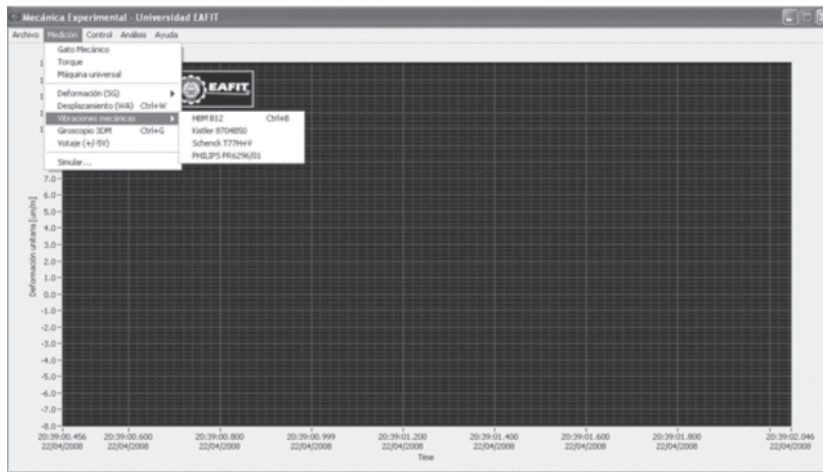 Mecánica Experimental - Universidad EAFIT
Archivo Medición Control Análisis Ayuda
Gato Mecánico
Torque
Máquina universal
Deformación (SG)
Desplazamiento (WA) Ctrl+W
Vibraciones mecánicas
Giroscopio 3DM Ctrl+G
Votaje (+/-5V)
Simular...
HBM B12 Ctrl+B
Kistler 8704B50
Schenck T77H+V
PHILIPS PR6296/01
EAFIT
Deformación unitaria [um/m]
7.0
6.0
5.0
4.0
3.0
2.0
1.0
0.0
-1.0
-2.0
-3.0
-4.0
-5.0
-6.0
-7.0
-8.0
20:39:00.456 20:39:00.600 20:39:00.800 20:39:00.999 20:39:01.200 20:39:01.400 20:39:01.600 20:39:01.800 20:39:02.046
22/04/2008 22/04/2008 22/04/2008 22/04/2008 22/04/2008 22/04/2008 22/04/2008 22/04/2008 22/04/2008
Time